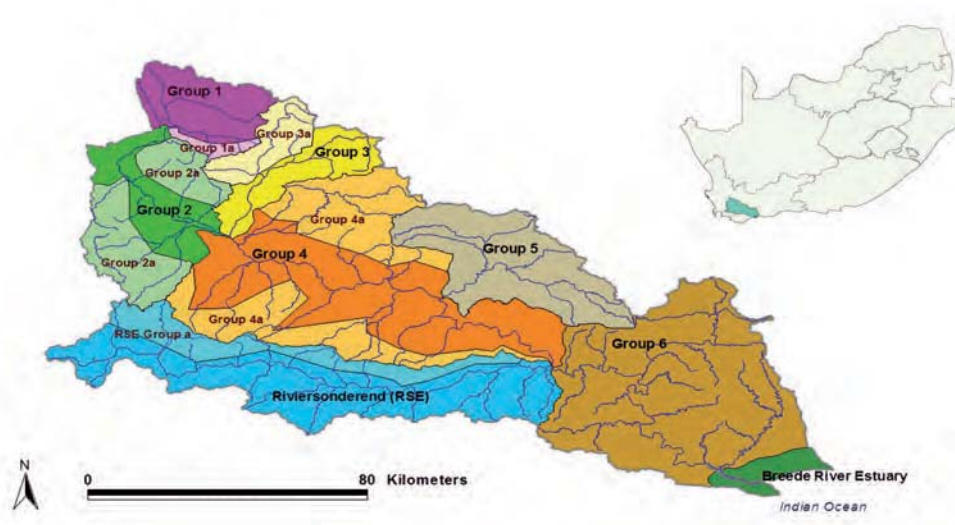 Group 1
Group 3a
Group 1a
Group 3
Group 2a
Group 2
Group 4a
Group 4
Group 5
Group 2a
Group 4a
RSE Group a
Group 6
Riviersonderend (RSE)
N
0 80 Kilometers
Breede River Estuary
Indian Ocean